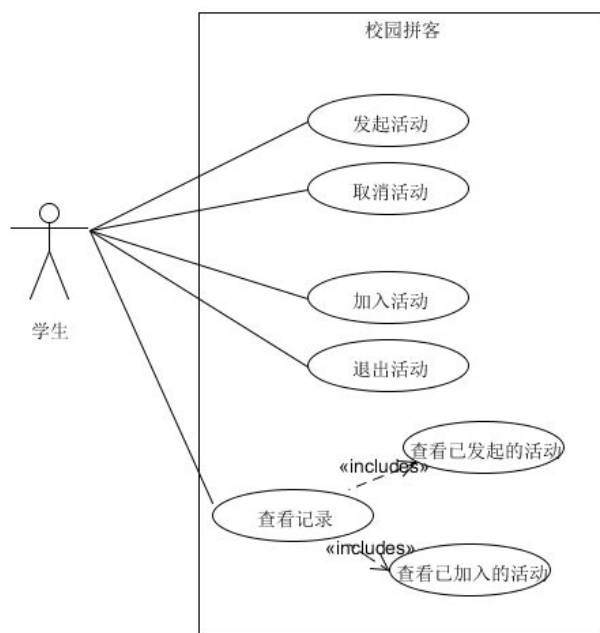 校园拼客
发起活动
取消活动
加入活动
学生
退出活动
查看已发起的活动
«includes»
查看记录
«includes»
查看已加入的活动